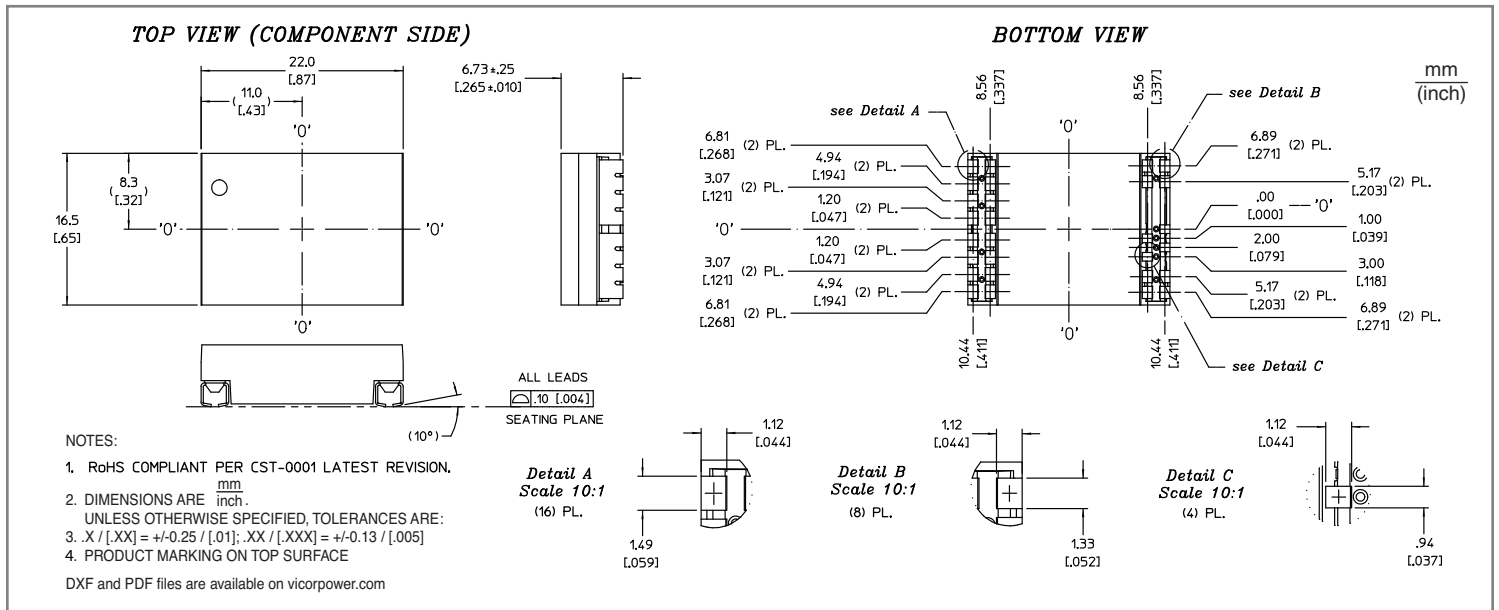 TOP VIEW (COMPONENT SIDE)
22.0
[.87]
11.0
( )
[.43]
'0'
8.3
( )
[.32]
16.5
[.65]
'0'
'0'
'0'
6.73±.25
[.265±.010]
BOTTOM VIEW
mm
(inch)
8.56
[.337]
8.56
[.337]
see Detail A
see Detail B
'0'
6.81
[.268] (2) PL.
4.94
[.194] (2) PL.
3.07
[.121] (2) PL.
1.20
[.047] (2) PL.
'0'
1.20
[.047] (2) PL.
3.07
[.121] (2) PL.
4.94
[.194] (2) PL.
6.81
[.268] (2) PL.
6.89
[.271] (2) PL.
5.17
[.203] (2) PL.
.00
[.000] '0'
1.00
[.039]
2.00
[.079]
3.00
[.118]
5.17
[.203] (2) PL.
6.89
[.271] (2) PL.
10.44
[.411]
'0'
10.44
[.411]
see Detail C
ALL LEADS
.10 [.004]
SEATING PLANE
(10°)
NOTES:
1. RoHS COMPLIANT PER CST-0001 LATEST REVISION.
2. DIMENSIONS ARE mm
inch .
UNLESS OTHERWISE SPECIFIED, TOLERANCES ARE:
3. .X / [.XX] = +/-0.25 / [.01]; .XX / [.XXX] = +/-0.13 / [.005]
4. PRODUCT MARKING ON TOP SURFACE
DXF and PDF files are available on vicorpower.com
Detail A
Scale 10:1
(16) PL.
1.12
[.044]
1.49
[.059]
Detail B
Scale 10:1
(8) PL.
1.12
[.044]
1.33
[.052]
Detail C
Scale 10:1
(4) PL.
1.12
[.044]
.94
[.037]